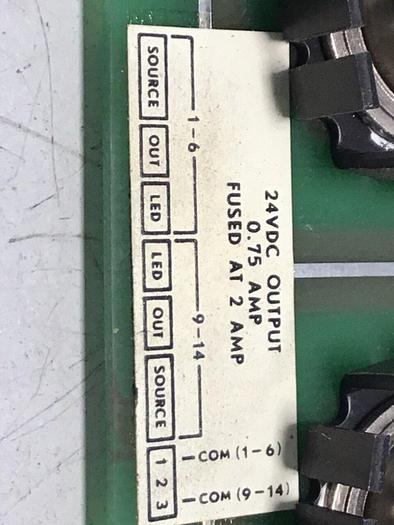 24VDC OUTPUT
0.75 AMP
FUSED AT 2 AMP
1-6
9-14
SOURCE
OUT
LED
LED
OUT
SOURCE
1 2 3
COM (1-6)
COM (9-14)